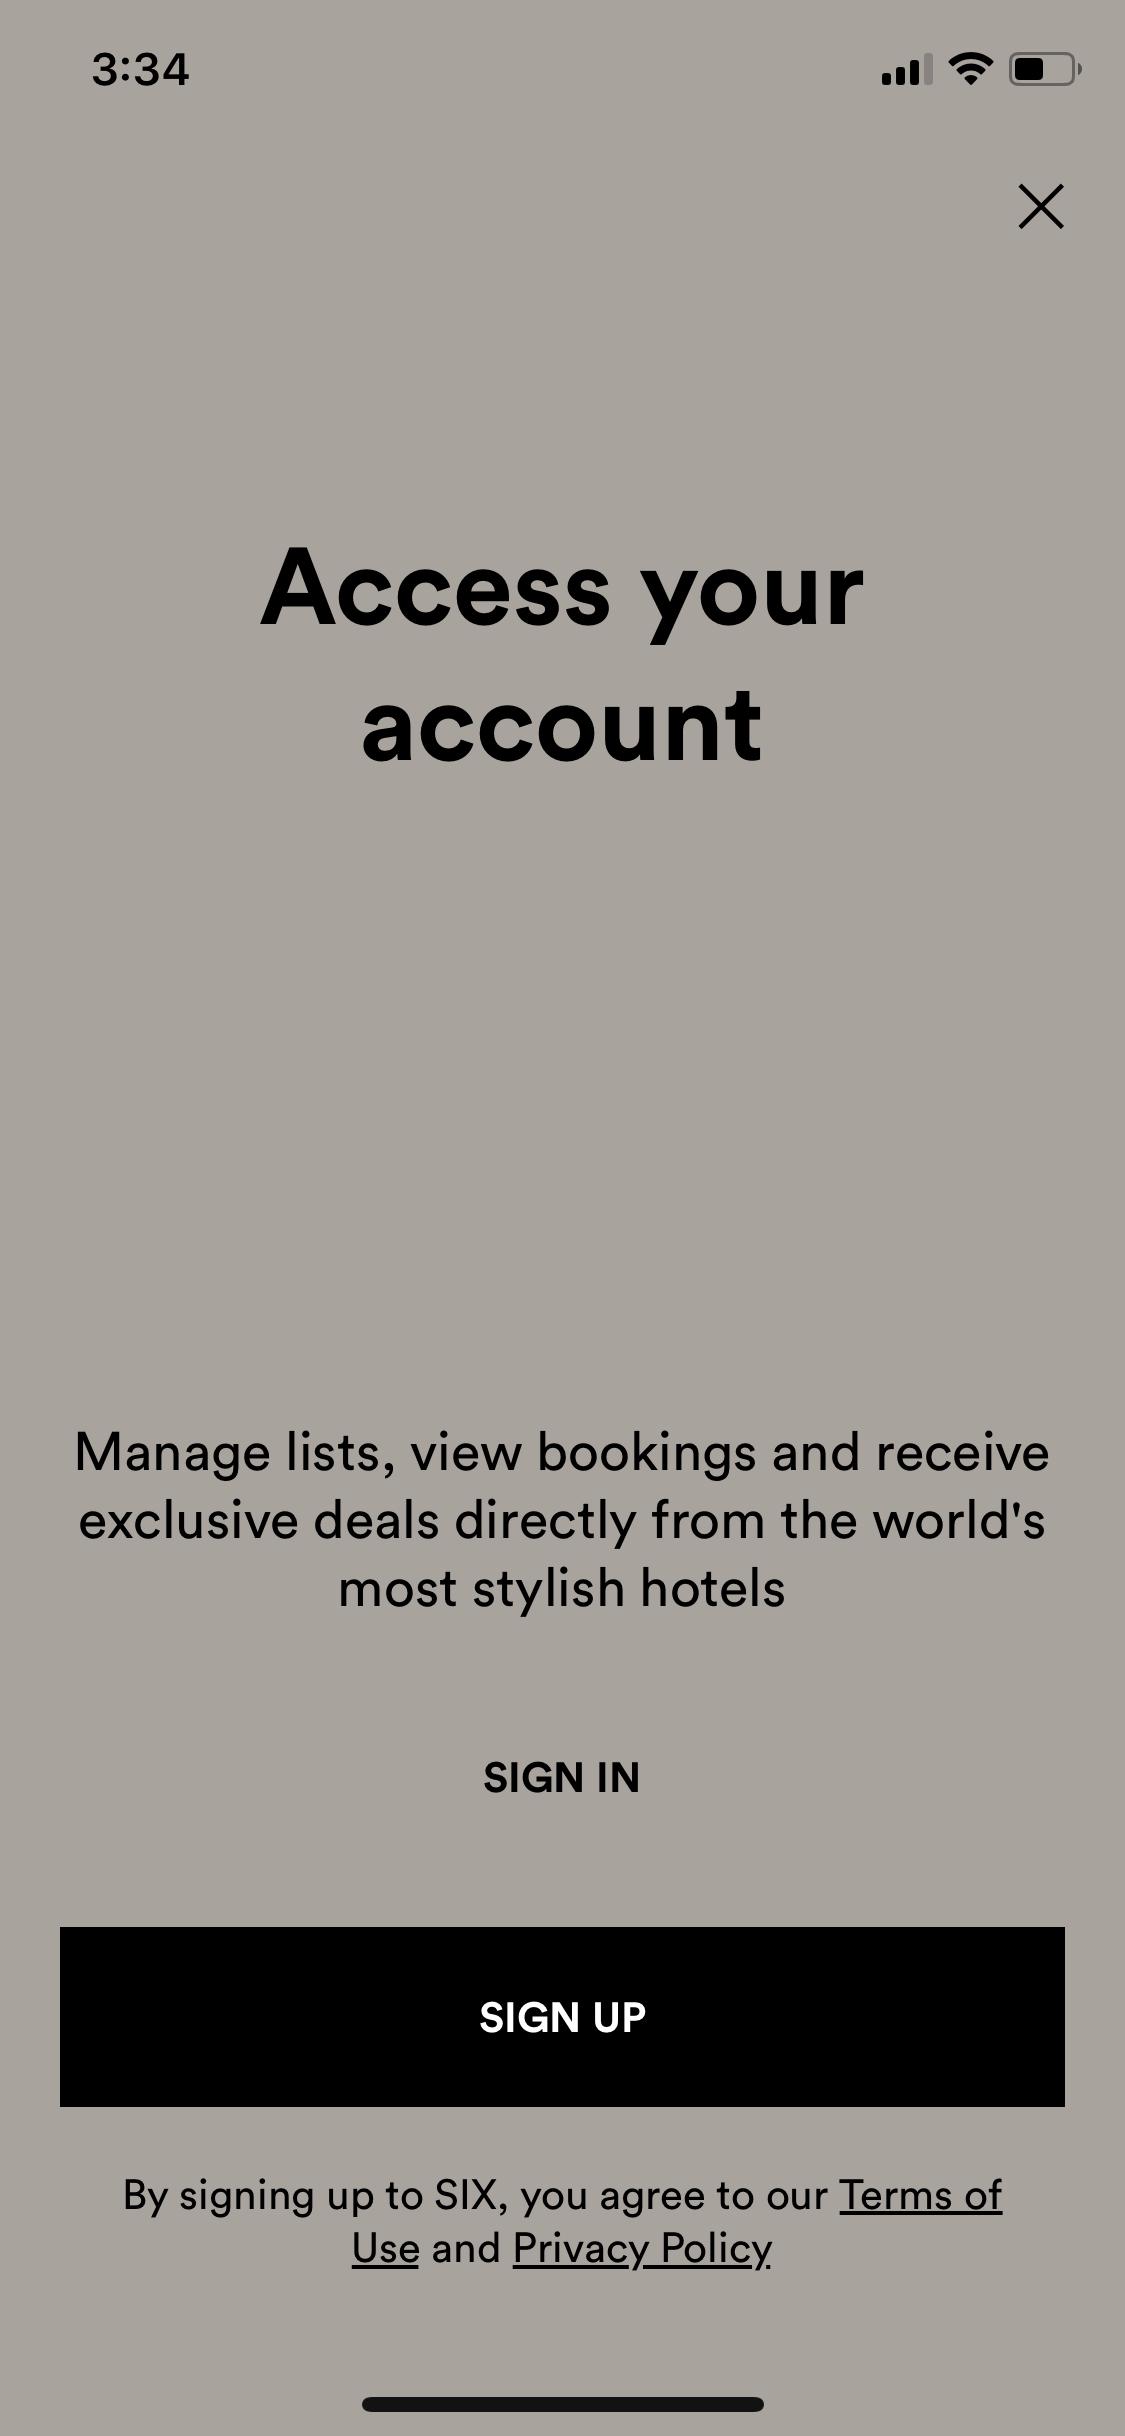 3:34
Access your
account
Manage lists, view bookings and receive
exclusive deals directly from the world's
most stylish hotels
SIGN IN
SIGN UP
By signing up to SIX, you agree to our Terms of
Use and Privacy Policy